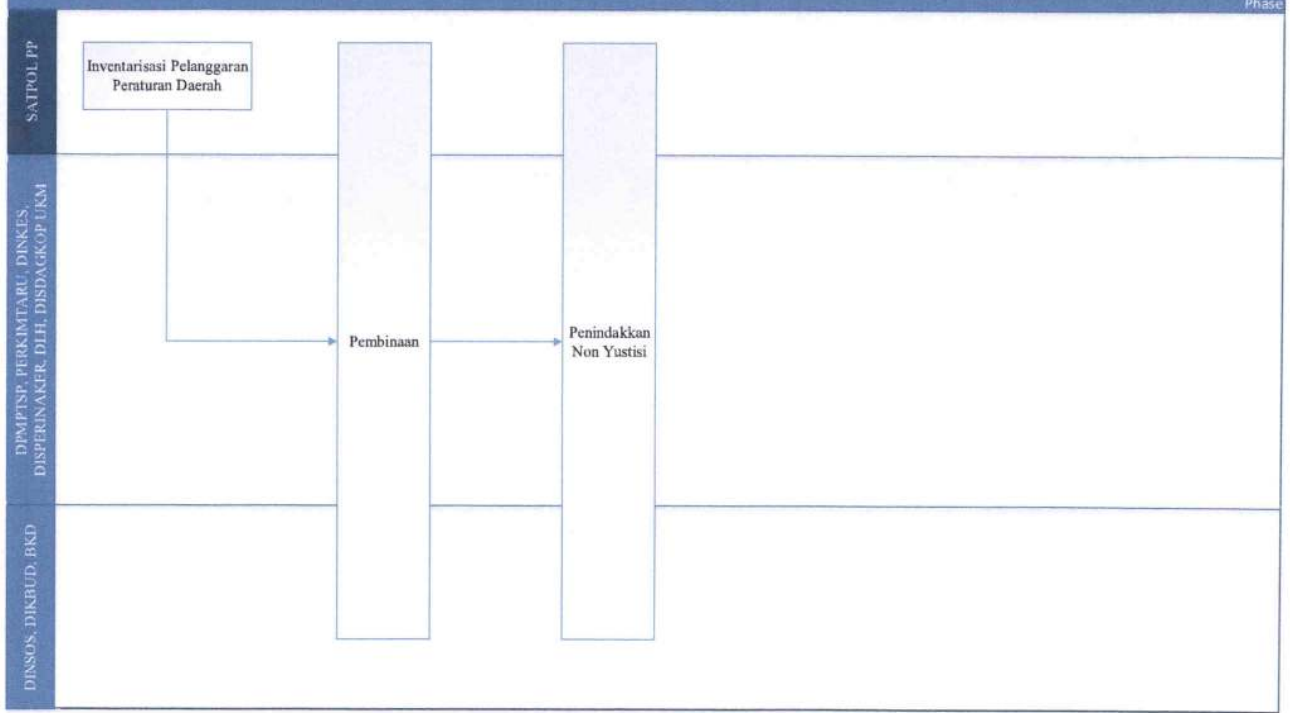 Phase
SATPOL PP
Inventarisasi Pelanggaran
Peraturan Daerah
DPMPTSP, PERKIMTARU, DINKES,
DISPERINAKER, DLH, DISDAGKOP UKM
Pembinaan
Penindakkan
Non Yustisi
DINSOS, DIKBUD, BKD